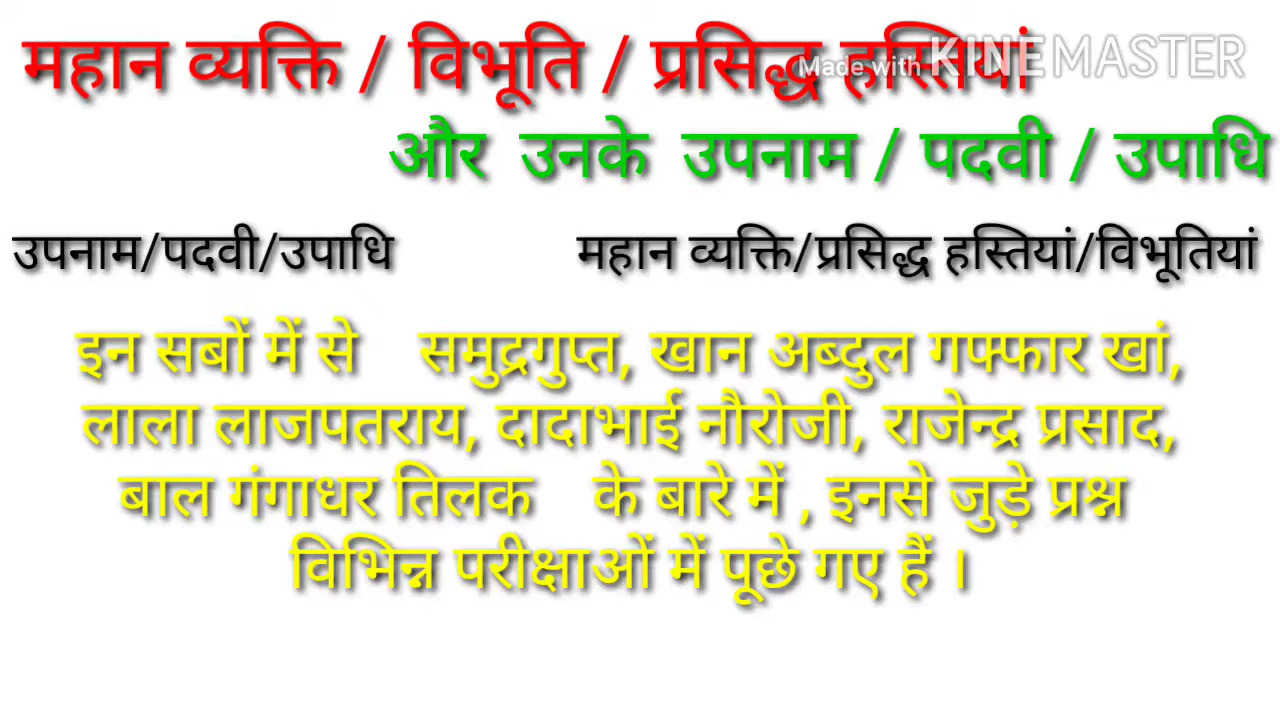 महान व्यक्ति / विभूति / प्रसिद्ध हस्तियां
Made with KINEMASTER
और उनके उपनाम / पदवी / उपाधि
उपनाम/पदवी/उपाधि महान व्यक्ति/प्रसिद्ध हस्तियां/विभूतियां
इन सबों में से समुद्रगुप्त, खान अब्दुल गफ्फार खां,
लाला लाजपतराय, दादाभाई नौरोजी, राजेन्द्र प्रसाद,
बाल गंगाधर तिलक के बारे में , इनसे जुड़े प्रश्न
विभिन्न परीक्षाओं में पूछे गए हैं ।